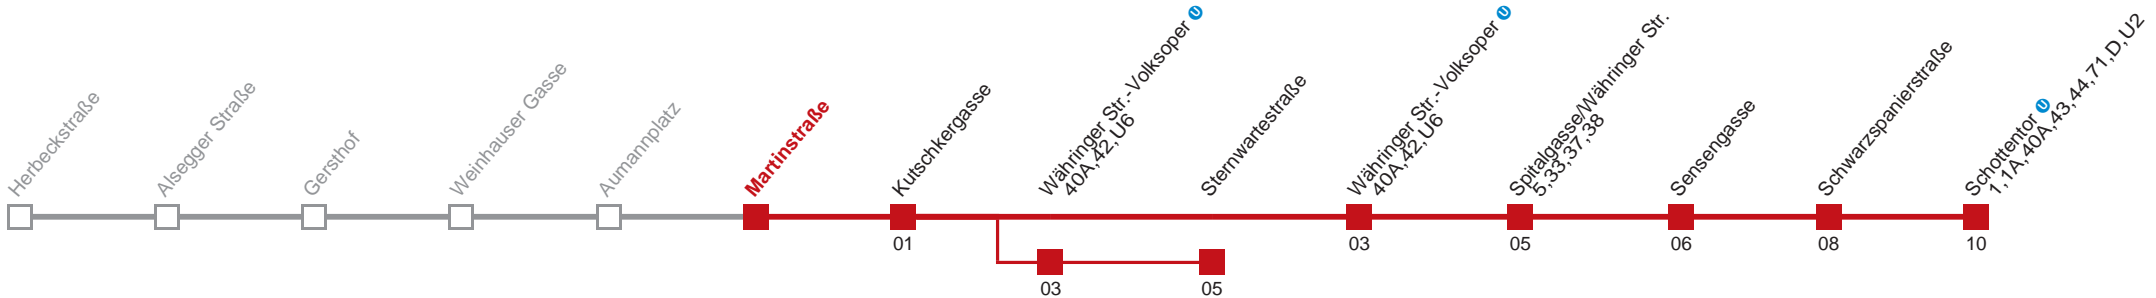 Herbeckstraße
Alsegger Straße
Gersthof
Weinhauser Gasse
Aumannplatz
Martinstraße
Kutschkergasse
Währinger Str.-Volksoper U
40A,42,U6
Sternwartestraße
Währinger Str.-Volksoper U
40A,42,U6
Spitalgasse/Währinger Str.
5,33,37,38
Sensengasse
Schwarzspanierstraße
Schottentor U
1,1A,40A,43,44,71,D,U2
01
03
05
06
08
10
03
05